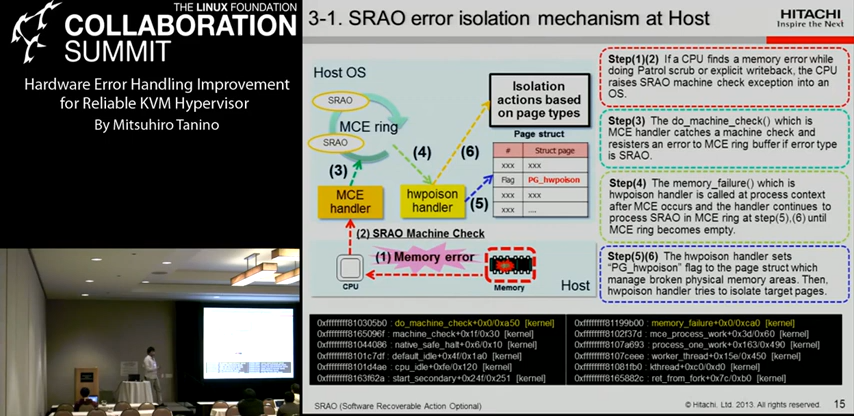 THE LINUX FOUNDATION
COLLABORATION
SUMMIT
Hardware Error Handling Improvement
for Reliable KVM Hypervisor
By Mitsuhiro Tanino
3-1. SRAO error isolation mechanism at Host
HITACHI
Inspire the Next
Host OS
SRAO
MCE ring
SRAO
(3)
(4)
(6)
(5)
MCE
handler
hwpoison
handler
Isolation
actions based
on page types
Page struct
# Struct page
xxx xxx
Flag PG_hwpoison
xxx xxx
xxx ....
(2) SRAO Machine Check
(1) Memory error
CPU
Memory
Host
Step(1)(2) If a CPU finds a memory error while
doing Patrol scrub or explicit writeback, the CPU
raises SRAO machine check exception into an
OS.
Step(3) The do_machine_check() which is
MCE handler catches a machine check and
resisters an error to MCE ring buffer if error type
is SRAO.
Step(4) The memory_failure() which is
hwpoison handler is called at process context
after MCE occurs and the handler continues to
process SRAO in MCE ring at step(5),(6) until
MCE ring becomes empty.
Step(5)(6) The hwpoison handler sets
"PG_hwpoison" flag to the page struct which
manage broken physical memory areas. Then,
hwpoison handler tries to isolate target pages.
0xffffffff810305b0 : do_machine_check+0x0/0xa50 [kernel]
0xffffffff8165096f : machine_check+0x1f/0x30 [kernel]
0xffffffff81044086 : native_safe_halt+0x6/0x10 [kernel]
0xffffffff8101c7df : default_idle+0x4f/0x1a0 [kernel]
0xffffffff8101d4ae : cpu_idle+0xfe/0x120 [kernel]
0xffffffff8163f62a : start_secondary+0x24f/0x251 [kernel]
0xffffffff81199b00 : memory_failure+0x0/0xca0 [kernel]
0xffffffff8102f37d : mce_process_work+0x3d/0x60 [kernel]
0xffffffff8107a693 : process_one_work+0x163/0x490 [kernel]
0xffffffff8107ceee : worker_thread+0x15e/0x450 [kernel]
0xffffffff81081fb0 : kthread+0xc0/0xd0 [kernel]
0xffffffff8165882c : ret_from_fork+0x7c/0xb0 [kernel]
SRAO (Software Recoverable Action Optional)
© Hitachi, Ltd. 2013. All rights reserved. 15